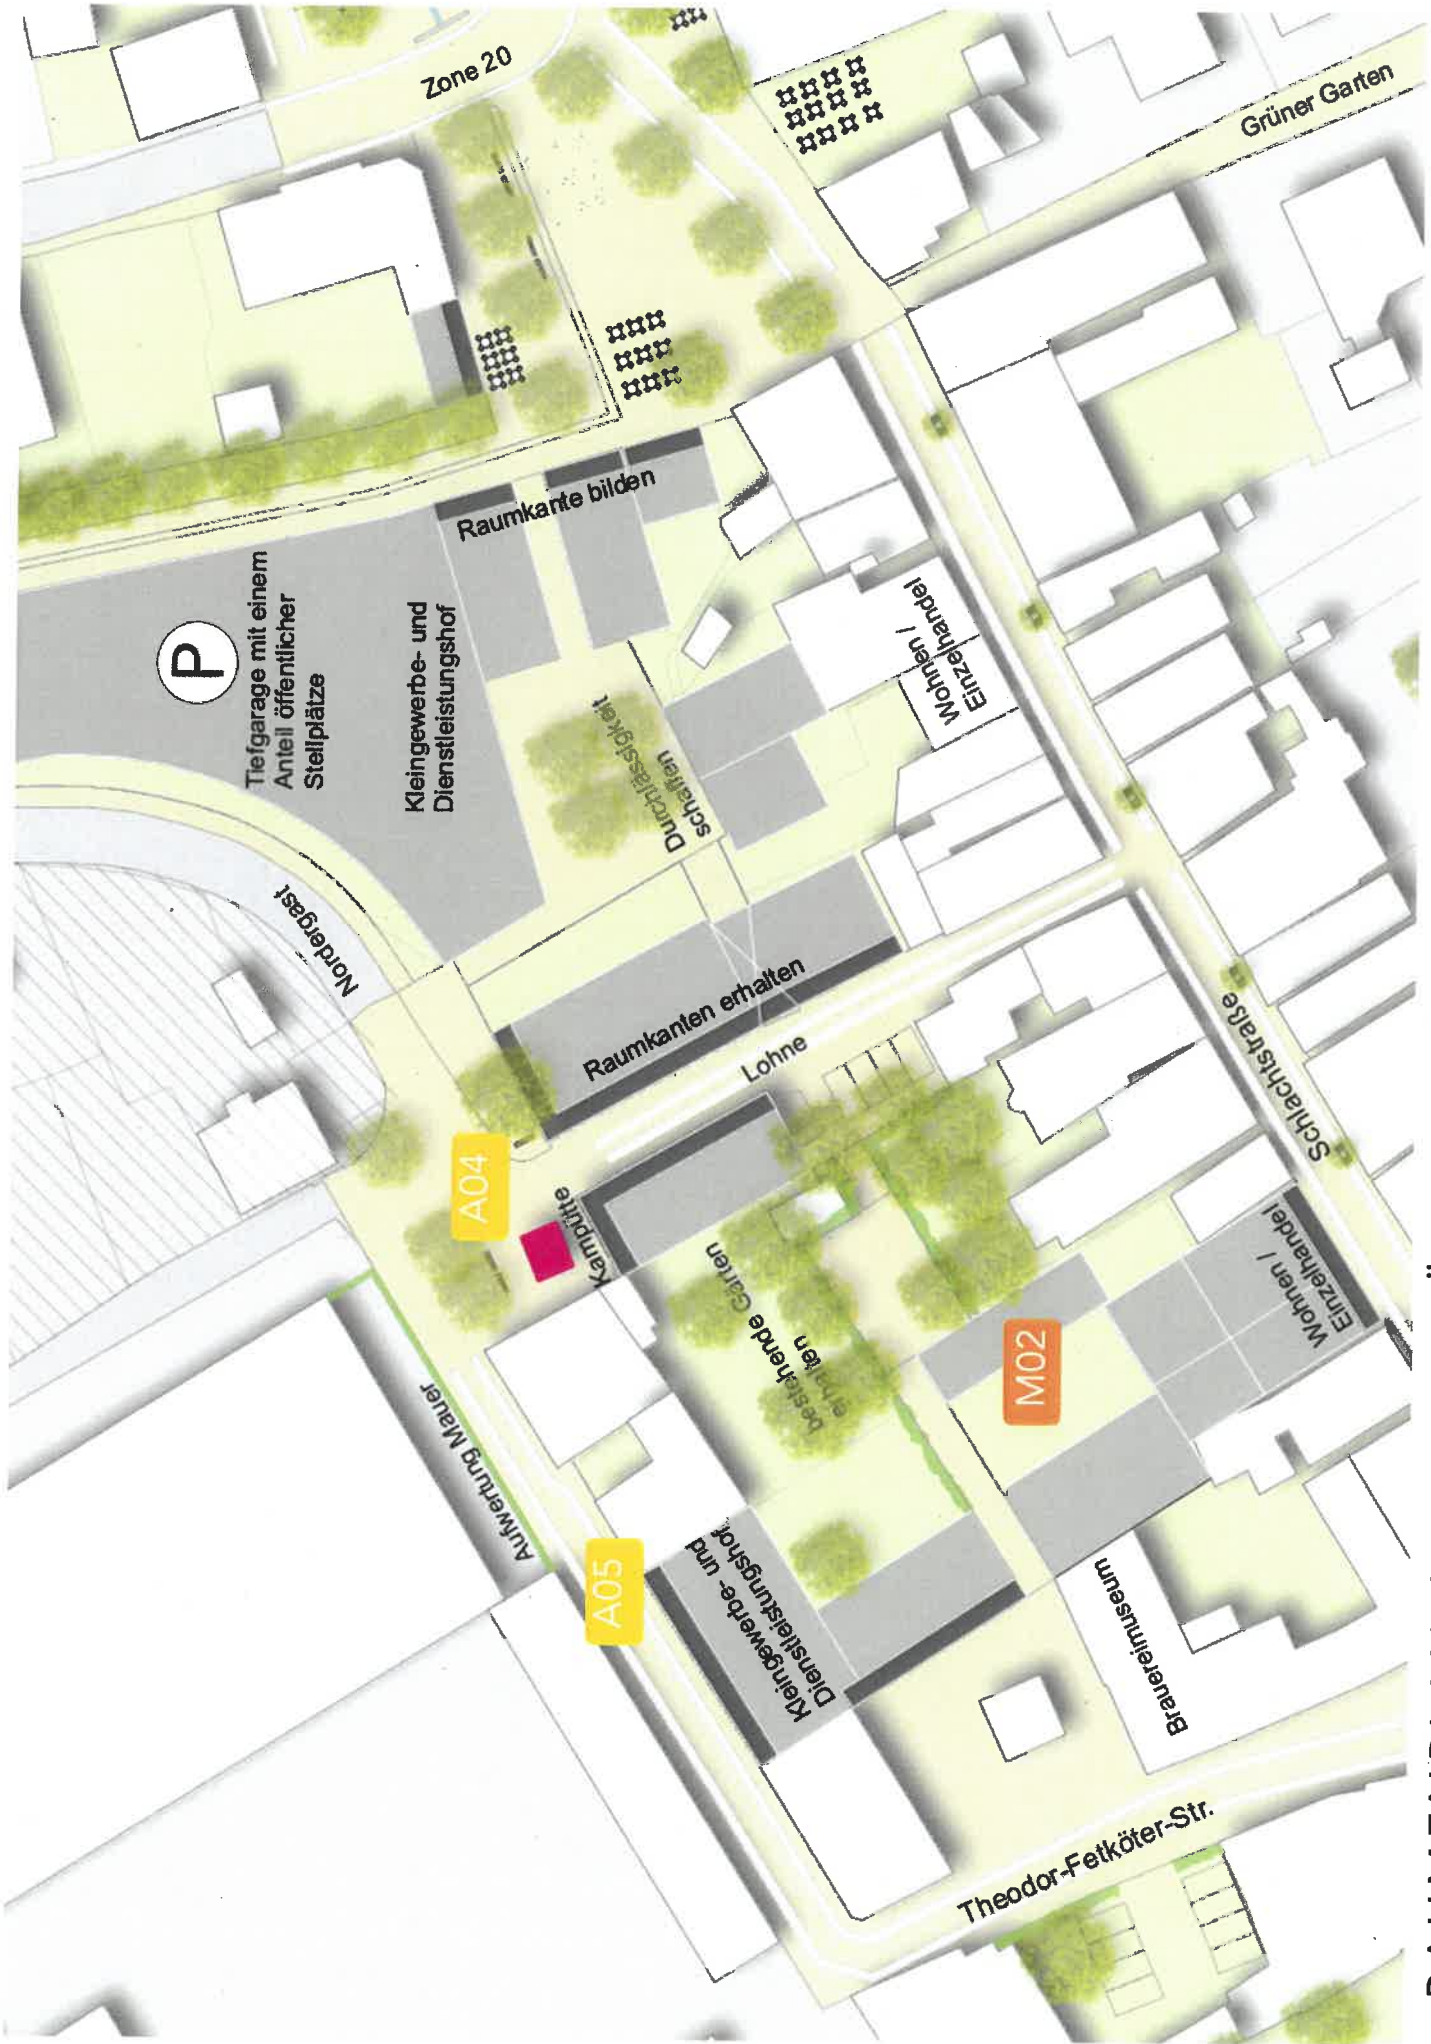 Zone 20
Grüner Garten
P
Tiefgarage mit einem
Anteil öffentlicher
Stellplätze
Kleingewerbe- und
Dienstleistungshof
Raumkante bilden
Durchlässigkeit
schaffen
Wohnen /
Einzelhandel
Nordergast
Raumkanten erhalten
Lohne
Schlachtstraße
A04
Kampütte
bestehende Gärten
erhalten
Wohnen /
Einzelhandel
M02
Aufwertung Mauer
A05
Kleingewerbe- und
Dienstleistungshof
Brauereimuseum
Theodor-Fetköter-Str.